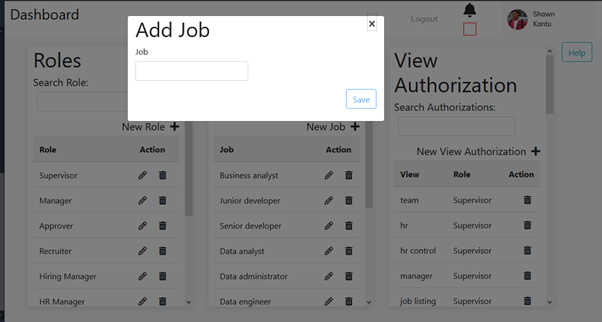 Dashboard
Logout
Shawn
Kantu
Add Job
Job
Save
Help
Roles
Search Role:
New Role
Role Action
Supervisor
Manager
Approver
Recruiter
Hiring Manager
HR Manager
New Job
Job Action
Business analyst
Junior developer
Senior developer
Data analyst
Data administrator
Data engineer
View
Authorization
Search Authorizations:
New View Authorization
View Role Action
team Supervisor
hr Supervisor
hr control Supervisor
manager Supervisor
job listing Supervisor